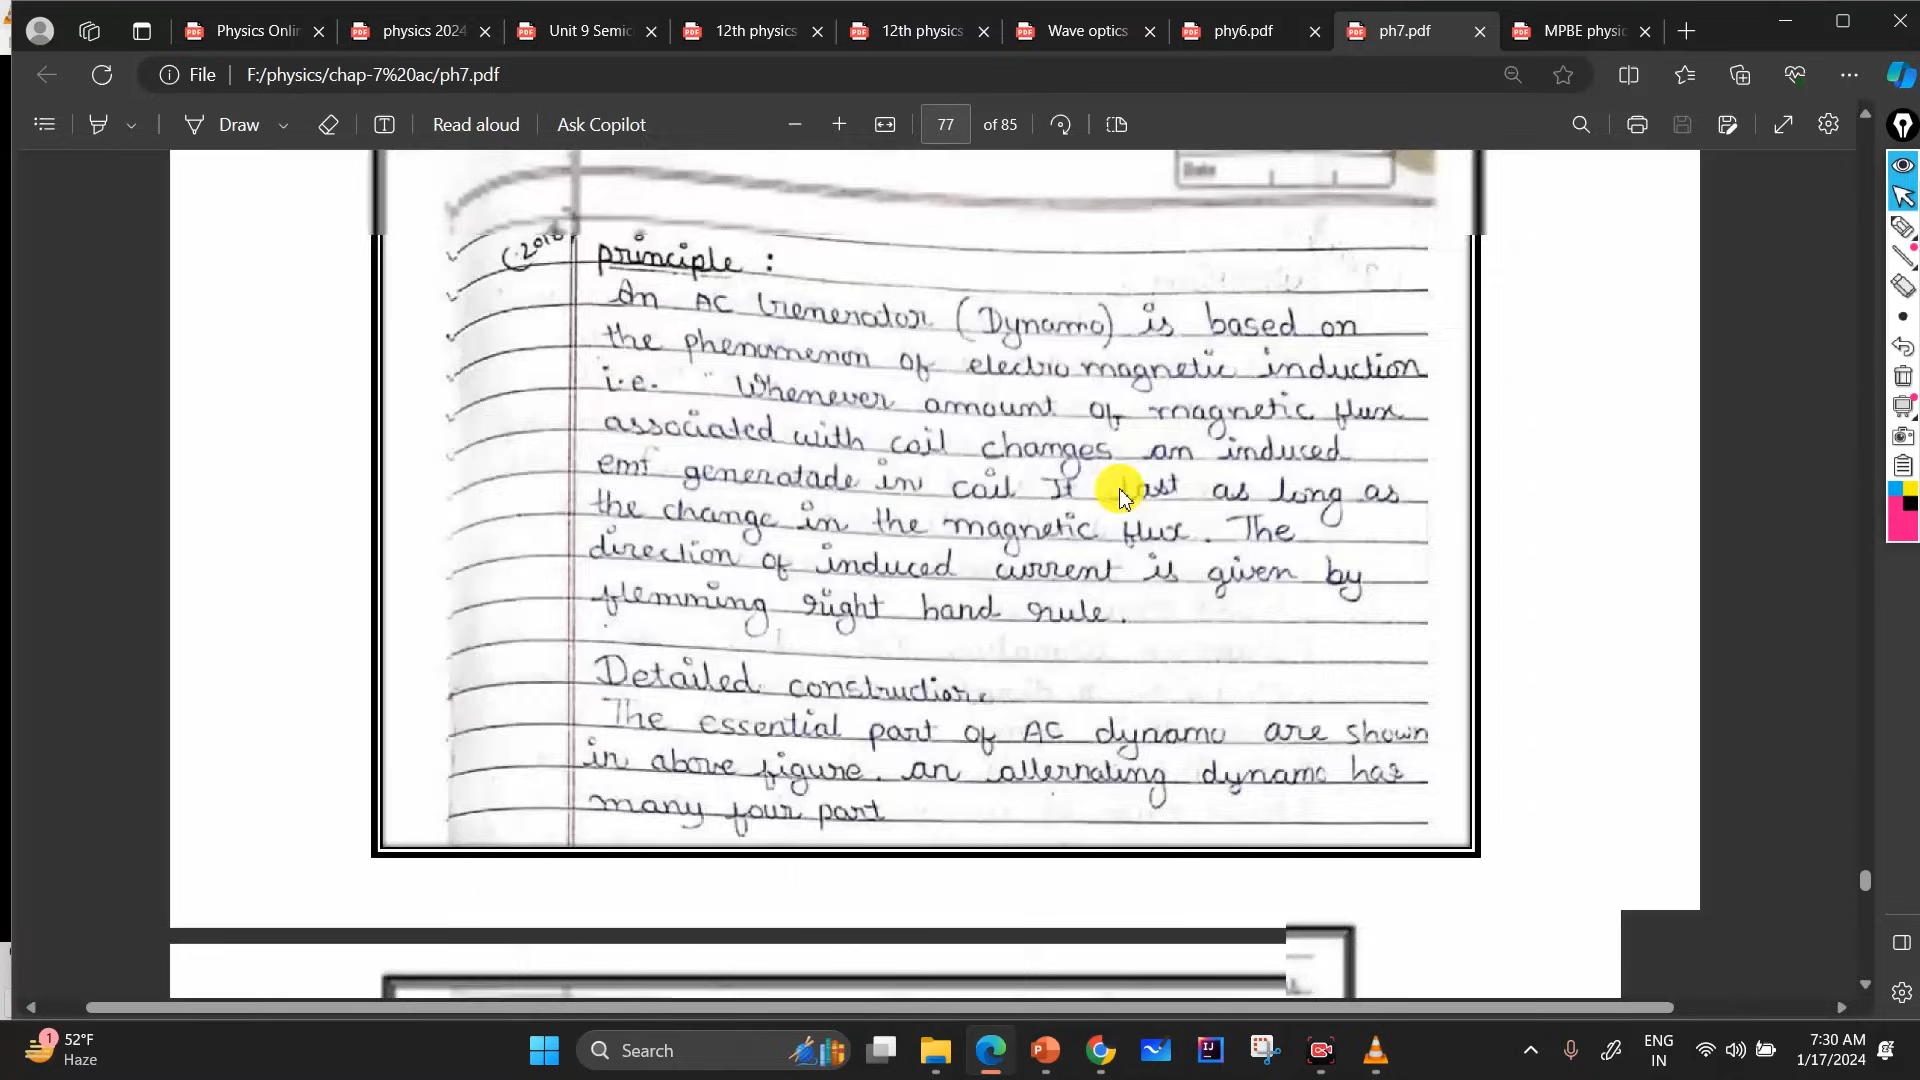 Physics Onlin
physics 2024
Unit 9 Semic
12th physics
12th physics
Wave optics
phy6.pdf
ph7.pdf
MPBE physic
File
F:/physics/chap-7%20ac/ph7.pdf
Draw
Read aloud
Ask Copilot
77
of 85
Date
principle :
An AC Generator (Dynamo) is based on
the phenomenon of electro magnetic induction
i.e. " Whenever amount of magnetic flux
associated with coil changes an induced
emf generatade in coil It last as long as
the change in the magnetic flux. The
direction of induced current is given by
flemming right hand rule.
Detailed construction
The essential part of AC dynamo are shown
in above figure. an alternating dynamo has
many four part
1
52°F
Haze
Search
ENG
IN
7:30 AM
1/17/2024